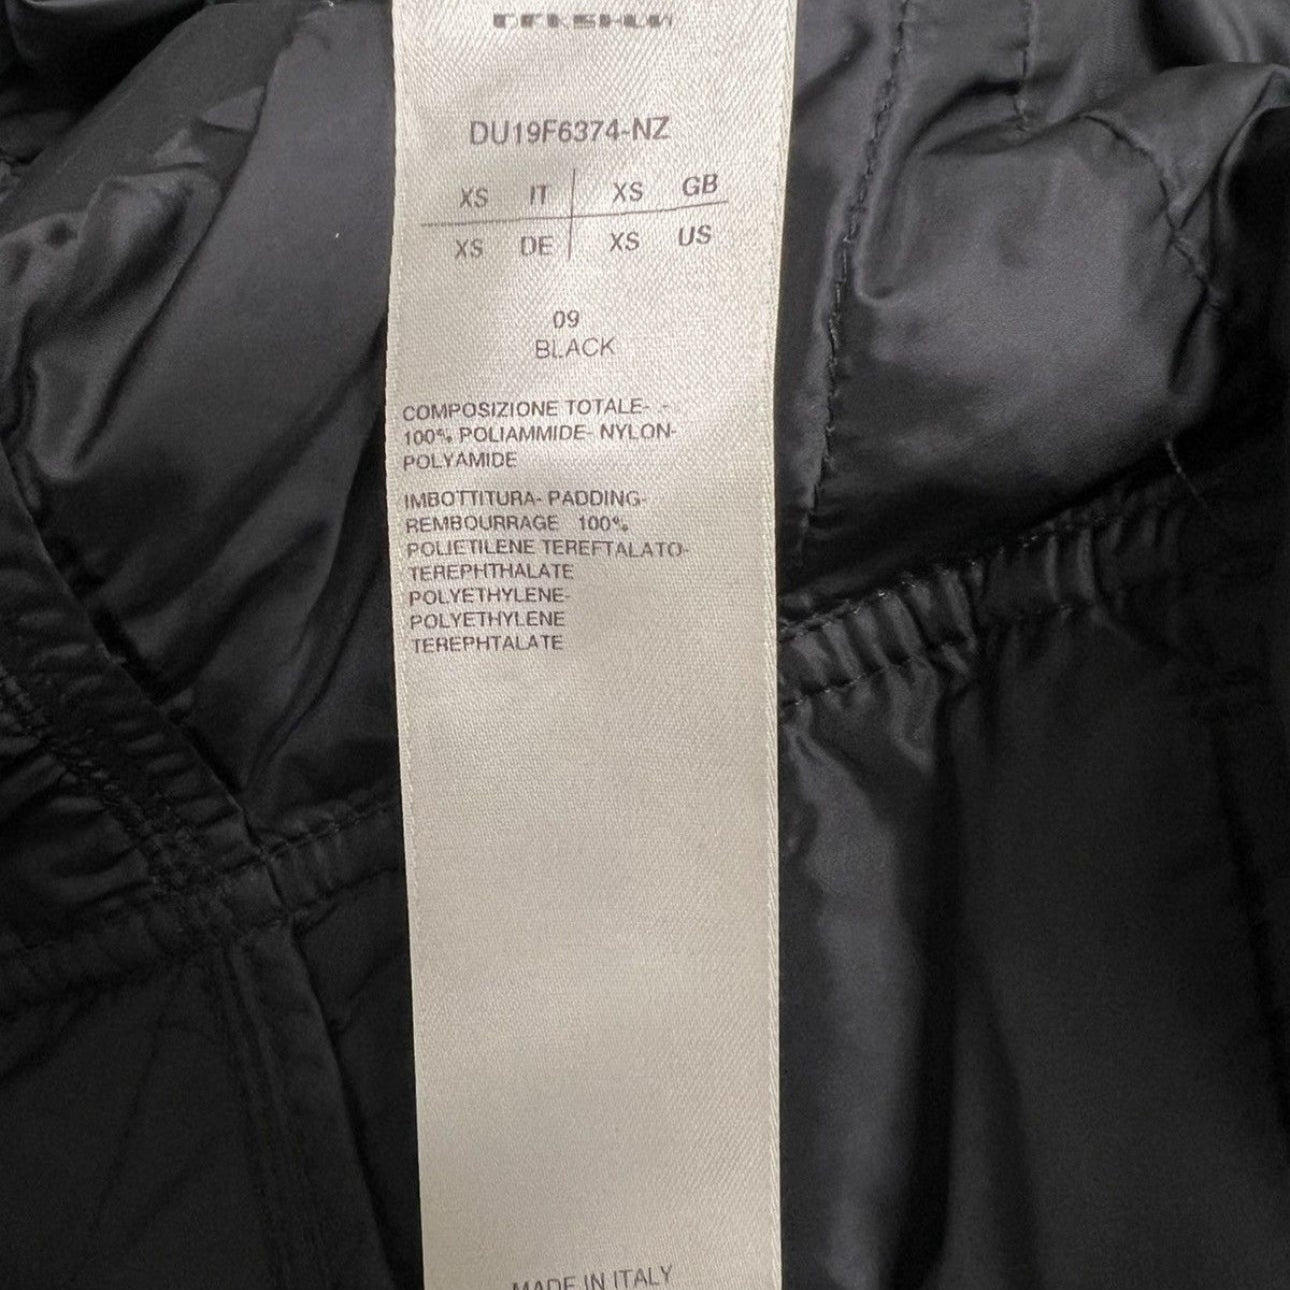 DU19F6374-NZ
XS IT XS GB
XS DE XS US
09
BLACK
COMPOSIZIONE TOTALE- -
100% POLIAMMIDE- NYLON-
POLYAMIDE
IMBOTTITURA- PADDING-
REMBOURRAGE 100%
POLIETILENE TEREFTALATO-
TEREPHTHALATE
POLYETHYLENE-
POLYETHYLENE
TEREPHTALATE
MADE IN ITALY